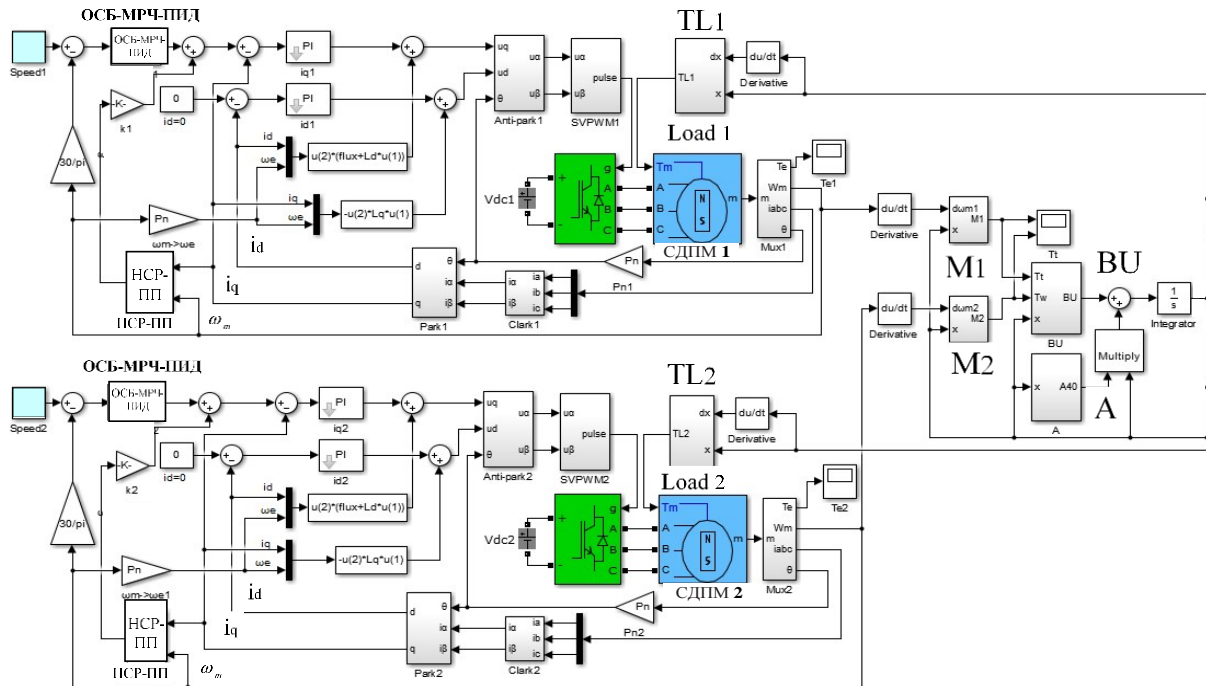 ОСБ-МРЧ-ПИД
Speed1
ОСБ-МРЧ-
ПИД
PI
iq1
-K-
k1
0
id=0
PI
id1
30/pi
id
ωe
u(2)*(flux+Ld*u(1))
iq
ωe
-u(2)*Lq*u(1)
Pn
ωm->ωe
id
НСР-
ПП
НСР-ПП
iq
ωm
uq
ud
θ
uα
uβ
Anti-park1
uα
uβ
pulse
SVPWM1
TL1
TL1
dx
x
du/dt
Derivative
Load 1
Vdc1
+
-
g
A
B
C
Tm
A
B
C
N
S
m
СДПМ 1
m
Te
Wm
iabc
θ
Mux1
Te1
Pn
Pn1
d
q
θ
iα
iβ
Park1
iα
iβ
ia
ib
ic
Clark1
du/dt
Derivative
dωm1
x
M1
M1
Tt
du/dt
Derivative
dωm2
x
M2
M2
Tt
Tw
x
BU
BU
BU
1
s
Integrator
Multiply
x
A40
A
A
ОСБ-МРЧ-ПИД
Speed2
ОСБ-МРЧ-
ПИД
2
PI
iq2
-K-
k2
0
id=0
PI
id2
30/pi
id
ωe
u(2)*(flux+Ld*u(1))
iq
ωe
-u(2)*Lq*u(1)
Pn
ωm->ωe1
id
НСР-
ПП
НСР-ПП
iq
ωm
uq
ud
θ
uα
uβ
Anti-park2
uα
uβ
pulse
SVPWM2
TL2
TL2
dx
x
du/dt
Derivative
Load 2
Vdc2
+
-
g
A
B
C
Tm
A
B
C
N
S
m
СДПМ 2
m
Te
Wm
iabc
θ
Mux2
Te2
Pn
Pn2
d
q
θ
iα
iβ
Park2
iα
iβ
ia
ib
ic
Clark2